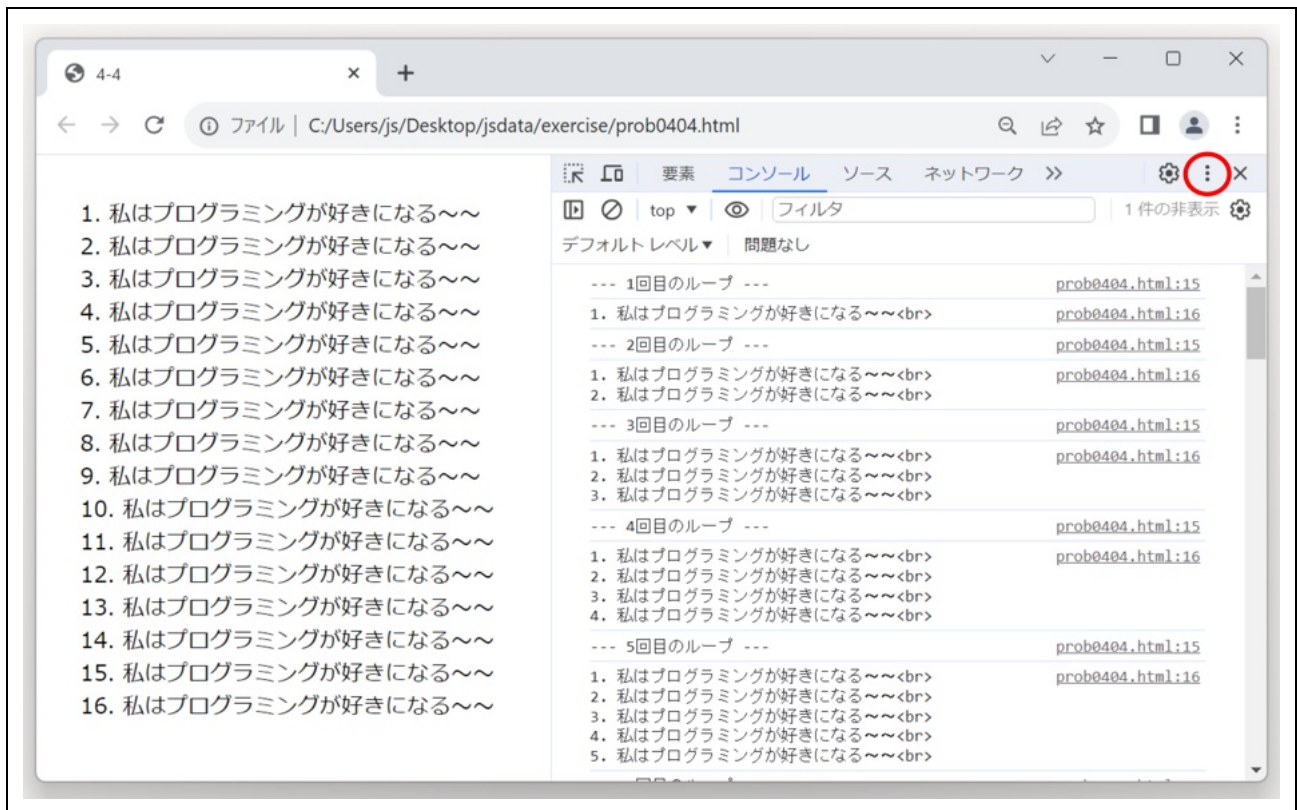 4-4
ファイル | C:/Users/js/Desktop/jsdata/exercise/prob0404.html
要素 コンソール ソース ネットワーク
top ▼ フィルタ 1 件の非表示
デフォルト レベル ▼ 問題なし
1. 私はプログラミングが好きになる～～
2. 私はプログラミングが好きになる～～
3. 私はプログラミングが好きになる～～
4. 私はプログラミングが好きになる～～
5. 私はプログラミングが好きになる～～
6. 私はプログラミングが好きになる～～
7. 私はプログラミングが好きになる～～
8. 私はプログラミングが好きになる～～
9. 私はプログラミングが好きになる～～
10. 私はプログラミングが好きになる～～
11. 私はプログラミングが好きになる～～
12. 私はプログラミングが好きになる～～
13. 私はプログラミングが好きになる～～
14. 私はプログラミングが好きになる～～
15. 私はプログラミングが好きになる～～
16. 私はプログラミングが好きになる～～
--- 1回目のループ --- prob0404.html:15
1. 私はプログラミングが好きになる～～<br> prob0404.html:16
--- 2回目のループ --- prob0404.html:15
1. 私はプログラミングが好きになる～～<br> prob0404.html:16
2. 私はプログラミングが好きになる～～<br>
--- 3回目のループ --- prob0404.html:15
1. 私はプログラミングが好きになる～～<br> prob0404.html:16
2. 私はプログラミングが好きになる～～<br>
3. 私はプログラミングが好きになる～～<br>
--- 4回目のループ --- prob0404.html:15
1. 私はプログラミングが好きになる～～<br> prob0404.html:16
2. 私はプログラミングが好きになる～～<br>
3. 私はプログラミングが好きになる～～<br>
4. 私はプログラミングが好きになる～～<br>
--- 5回目のループ --- prob0404.html:15
1. 私はプログラミングが好きになる～～<br> prob0404.html:16
2. 私はプログラミングが好きになる～～<br>
3. 私はプログラミングが好きになる～～<br>
4. 私はプログラミングが好きになる～～<br>
5. 私はプログラミングが好きになる～～<br>